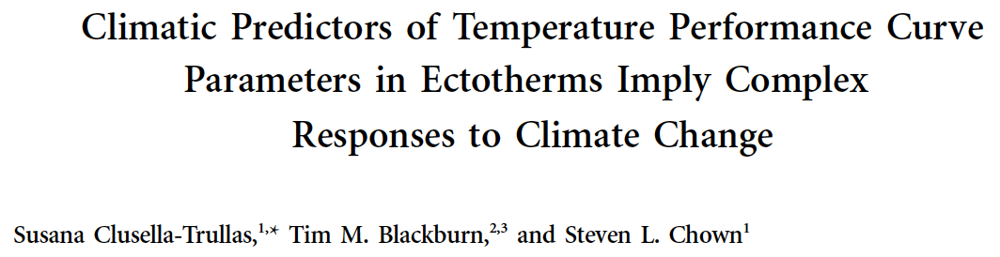 Climatic Predictors of Temperature Performance Curve
Parameters in Ectotherms Imply Complex
Responses to Climate Change
Susana Clusella-Trullas,¹,* Tim M. Blackburn,²,³ and Steven L. Chown¹